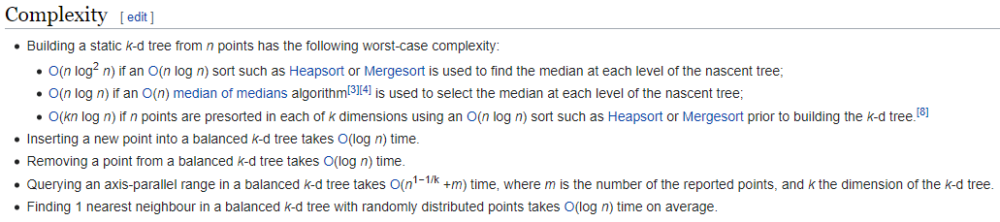 Complexity [ edit ]
• Building a static k-d tree from n points has the following worst-case complexity:
• O(n log² n) if an O(n log n) sort such as Heapsort or Mergesort is used to find the median at each level of the nascent tree;
• O(n log n) if an O(n) median of medians algorithm[3][4] is used to select the median at each level of the nascent tree;
• O(kn log n) if n points are presorted in each of k dimensions using an O(n log n) sort such as Heapsort or Mergesort prior to building the k-d tree.[8]
• Inserting a new point into a balanced k-d tree takes O(log n) time.
• Removing a point from a balanced k-d tree takes O(log n) time.
• Querying an axis-parallel range in a balanced k-d tree takes O(n^1−1/k +m) time, where m is the number of the reported points, and k the dimension of the k-d tree.
• Finding 1 nearest neighbour in a balanced k-d tree with randomly distributed points takes O(log n) time on average.